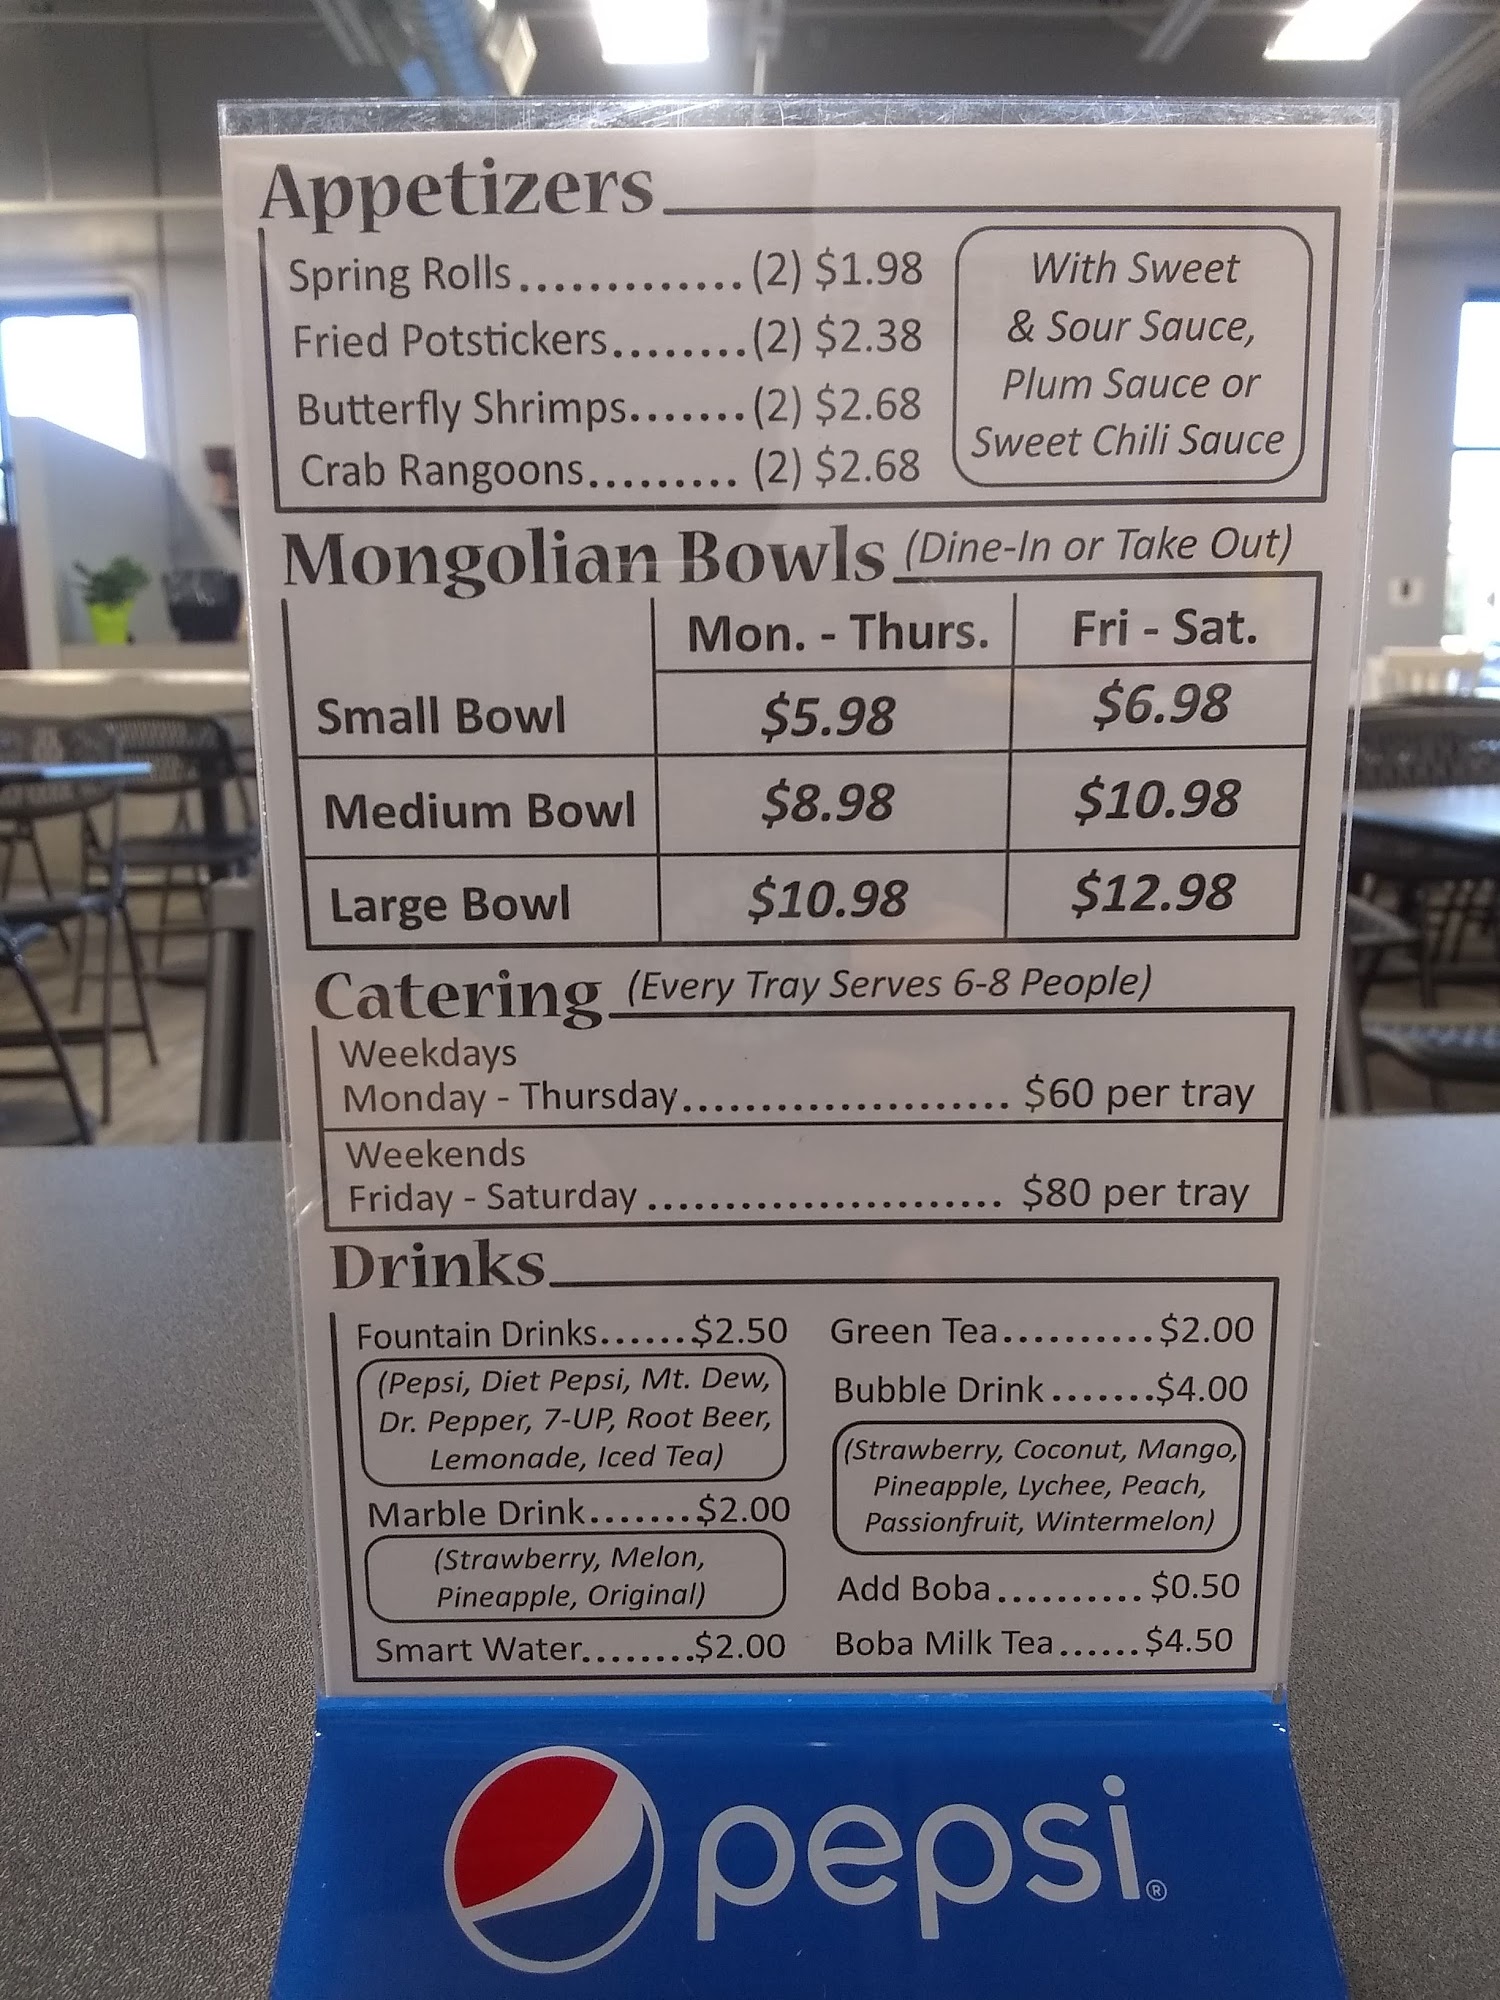 Appetizers
Spring Rolls.............(2) $1.98
Fried Potstickers........(2) $2.38
Butterfly Shrimps.......(2) $2.68
Crab Rangoons......... (2) $2.68
With Sweet
& Sour Sauce,
Plum Sauce or
Sweet Chili Sauce
Mongolian Bowls (Dine-In or Take Out)
Mon. - Thurs. Fri - Sat.
Small Bowl $5.98 $6.98
Medium Bowl $8.98 $10.98
Large Bowl $10.98 $12.98
Catering (Every Tray Serves 6-8 People)
Weekdays
Monday - Thursday...................... $60 per tray
Weekends
Friday - Saturday ....................... $80 per tray
Drinks
Fountain Drinks......$2.50
(Pepsi, Diet Pepsi, Mt. Dew,
Dr. Pepper, 7-UP, Root Beer,
Lemonade, Iced Tea)
Marble Drink.......$2.00
(Strawberry, Melon,
Pineapple, Original)
Smart Water........$2.00
Green Tea..........$2.00
Bubble Drink .......$4.00
(Strawberry, Coconut, Mango,
Pineapple, Lychee, Peach,
Passionfruit, Wintermelon)
Add Boba.......... $0.50
Boba Milk Tea......$4.50
pepsi®